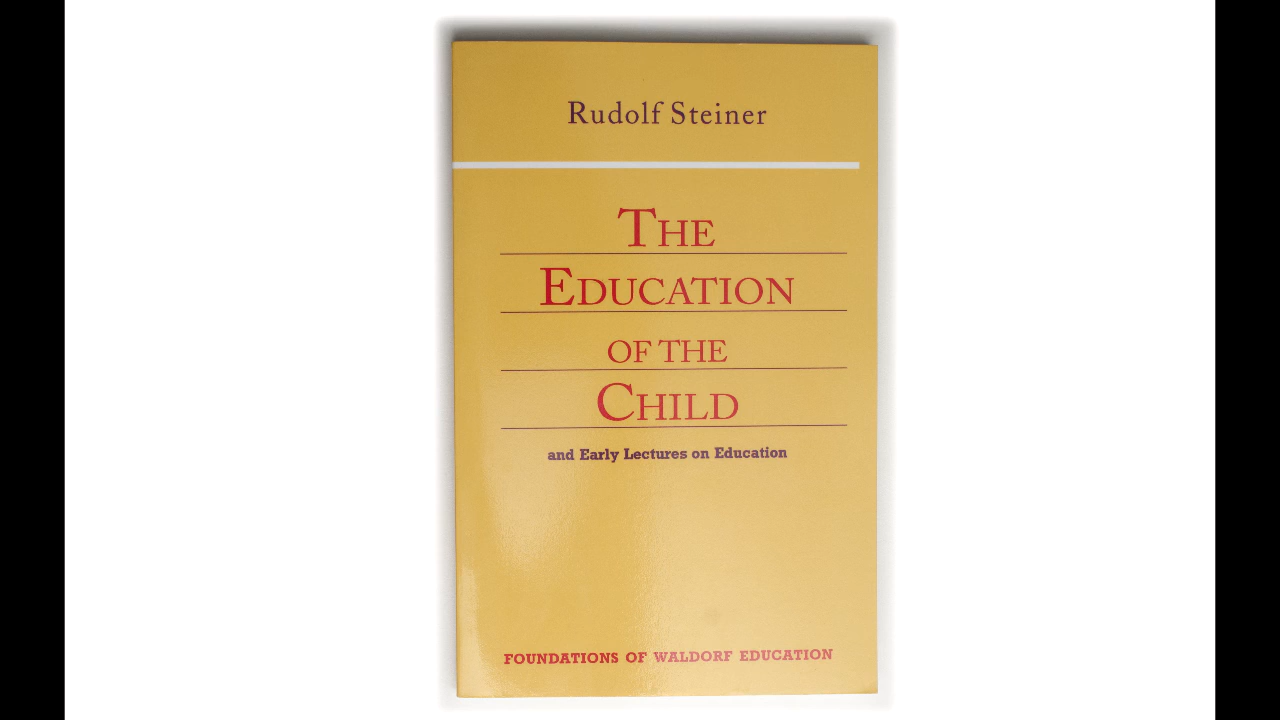 Rudolf Steiner
THE
EDUCATION
OF THE
CHILD
and Early Lectures on Education
FOUNDATIONS OF WALDORF EDUCATION